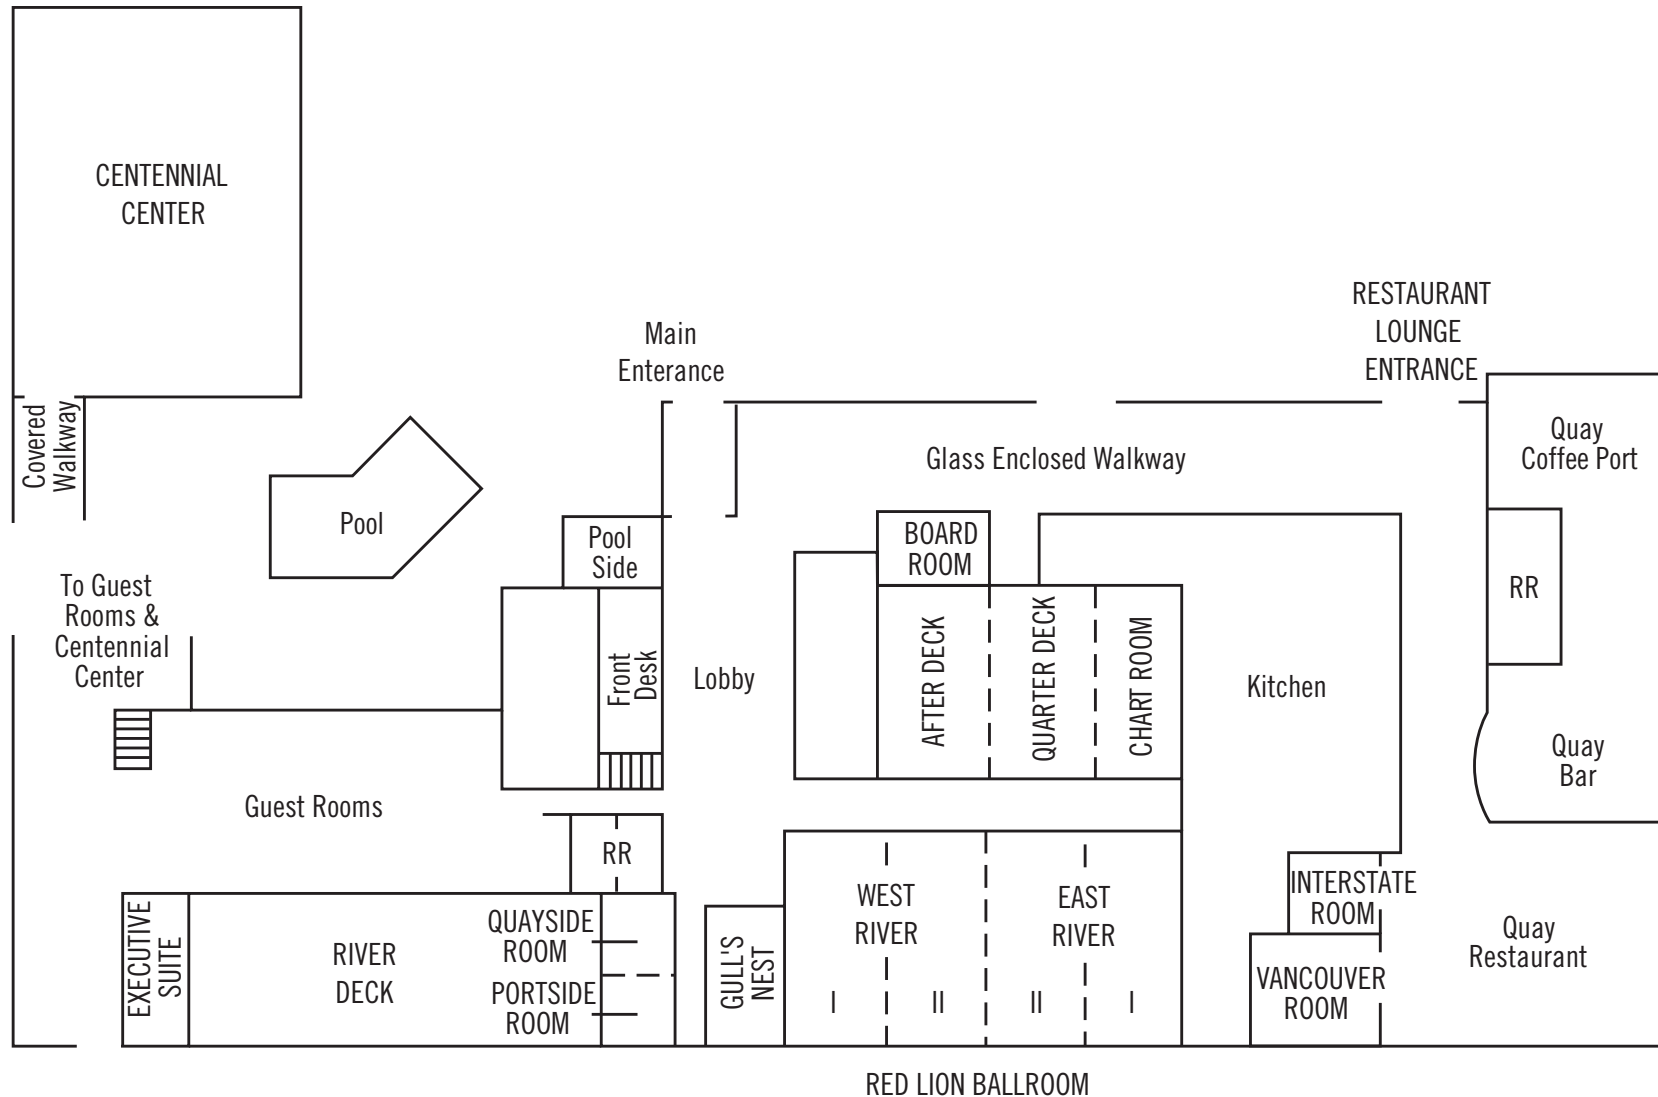 CENTENNIAL
CENTER
Covered
Walkway
Pool
To Guest
Rooms &
Centennial
Center
Main
Enterance
Pool
Side
Front
Desk
Lobby
Guest Rooms
RR
EXECUTIVE
SUITE
RIVER
DECK
QUAYSIDE
ROOM
PORTSIDE
ROOM
GULL'S
NEST
Glass Enclosed Walkway
BOARD
ROOM
AFTER DECK
QUARTER DECK
CHART ROOM
Kitchen
WEST
RIVER
EAST
RIVER
I
II
II
I
RED LION BALLROOM
RESTAURANT
LOUNGE
ENTRANCE
Quay
Coffee Port
RR
Quay
Bar
INTERSTATE
ROOM
VANCOUVER
ROOM
Quay
Restaurant